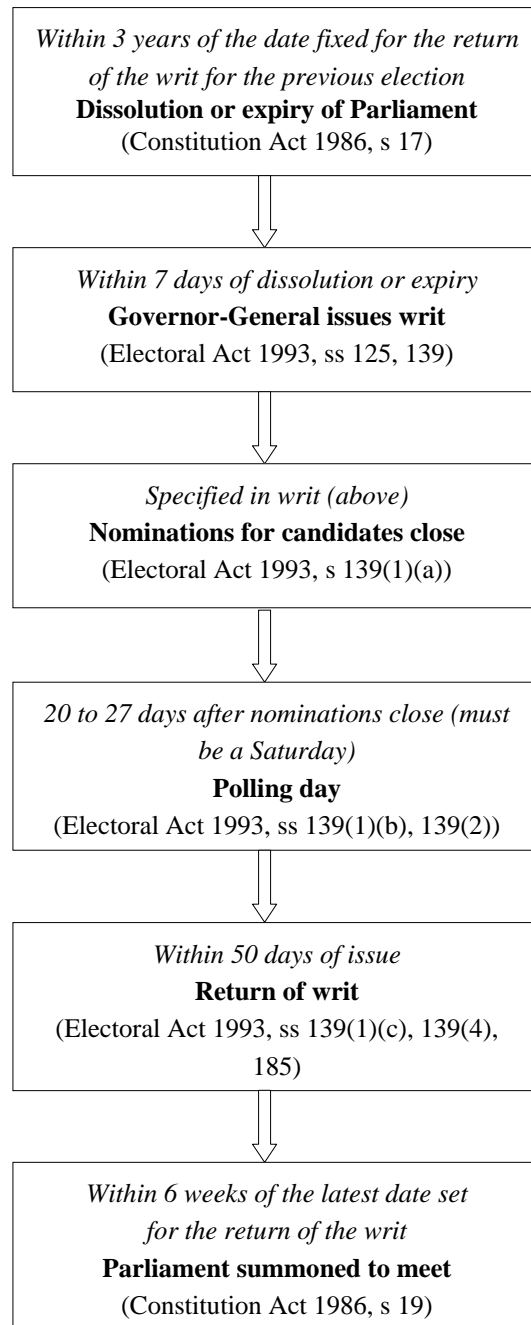 Within 3 years of the date fixed for the return
of the writ for the previous election
Dissolution or expiry of Parliament
(Constitution Act 1986, s 17)
Within 7 days of dissolution or expiry
Governor-General issues writ
(Electoral Act 1993, ss 125, 139)
Specified in writ (above)
Nominations for candidates close
(Electoral Act 1993, s 139(1)(a))
20 to 27 days after nominations close (must
be a Saturday)
Polling day
(Electoral Act 1993, ss 139(1)(b), 139(2))
Within 50 days of issue
Return of writ
(Electoral Act 1993, ss 139(1)(c), 139(4),
185)
Within 6 weeks of the latest date set
for the return of the writ
Parliament summoned to meet
(Constitution Act 1986, s 19)